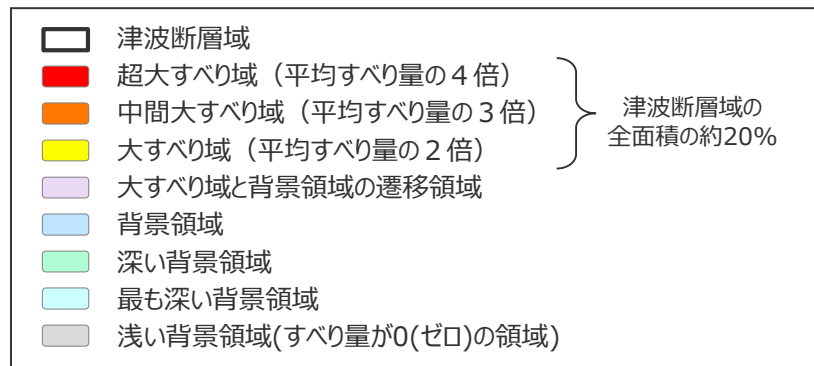 津波断層域
超大すべり域（平均すべり量の４倍）
中間大すべり域（平均すべり量の３倍）
大すべり域（平均すべり量の２倍）
津波断層域の
全面積の約20%
大すべり域と背景領域の遷移領域
背景領域
深い背景領域
最も深い背景領域
浅い背景領域(すべり量が0(ゼロ)の領域)